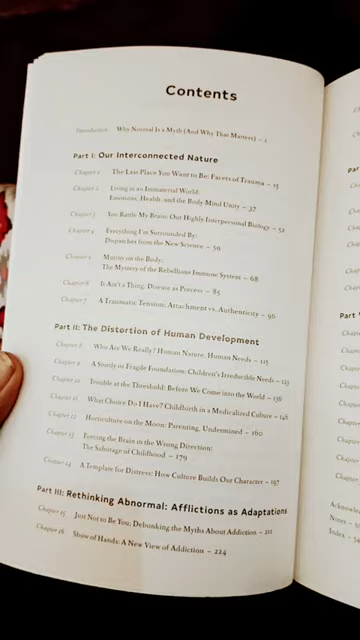 Contents
Introduction Why Normal Is a Myth (And Why That Matters) – 1
Part I: Our Interconnected Nature
Chapter 1 The Last Place You Want to Be: Facets of Trauma – 15
Chapter 2 Living in an Immaterial World:
Emotions, Health, and the Body-Mind Unity – 37
Chapter 3 You Rattle My Brain: Our Highly Interpersonal Biology – 52
Chapter 4 Everything I'm Surrounded By:
Dispatches from the New Science – 59
Chapter 5 Mutiny on the Body:
The Mystery of the Rebellious Immune System – 68
Chapter 6 It Ain't a Thing: Disease as Process – 85
Chapter 7 A Traumatic Tension: Attachment vs. Authenticity – 96
Part II: The Distortion of Human Development
Chapter 8 Who Are We Really? Human Nature, Human Needs – 115
Chapter 9 A Sturdy or Fragile Foundation: Children's Irreducible Needs – 123
Chapter 10 Trouble at the Threshold: Before We Come into the World – 136
Chapter 11 What Choice Do I Have? Childbirth in a Medicalized Culture – 146
Chapter 12 Horticulture on the Moon: Parenting, Undermined – 160
Chapter 13 Forcing the Brain in the Wrong Direction:
The Sabotage of Childhood – 179
Chapter 14 A Template for Distress: How Culture Builds Our Character – 197
Part III: Rethinking Abnormal: Afflictions as Adaptations
Chapter 15 Just Not to Be You: Debunking the Myths About Addiction – 211
Chapter 16 Show of Hands: A New View of Addiction – 224
Notes
Index